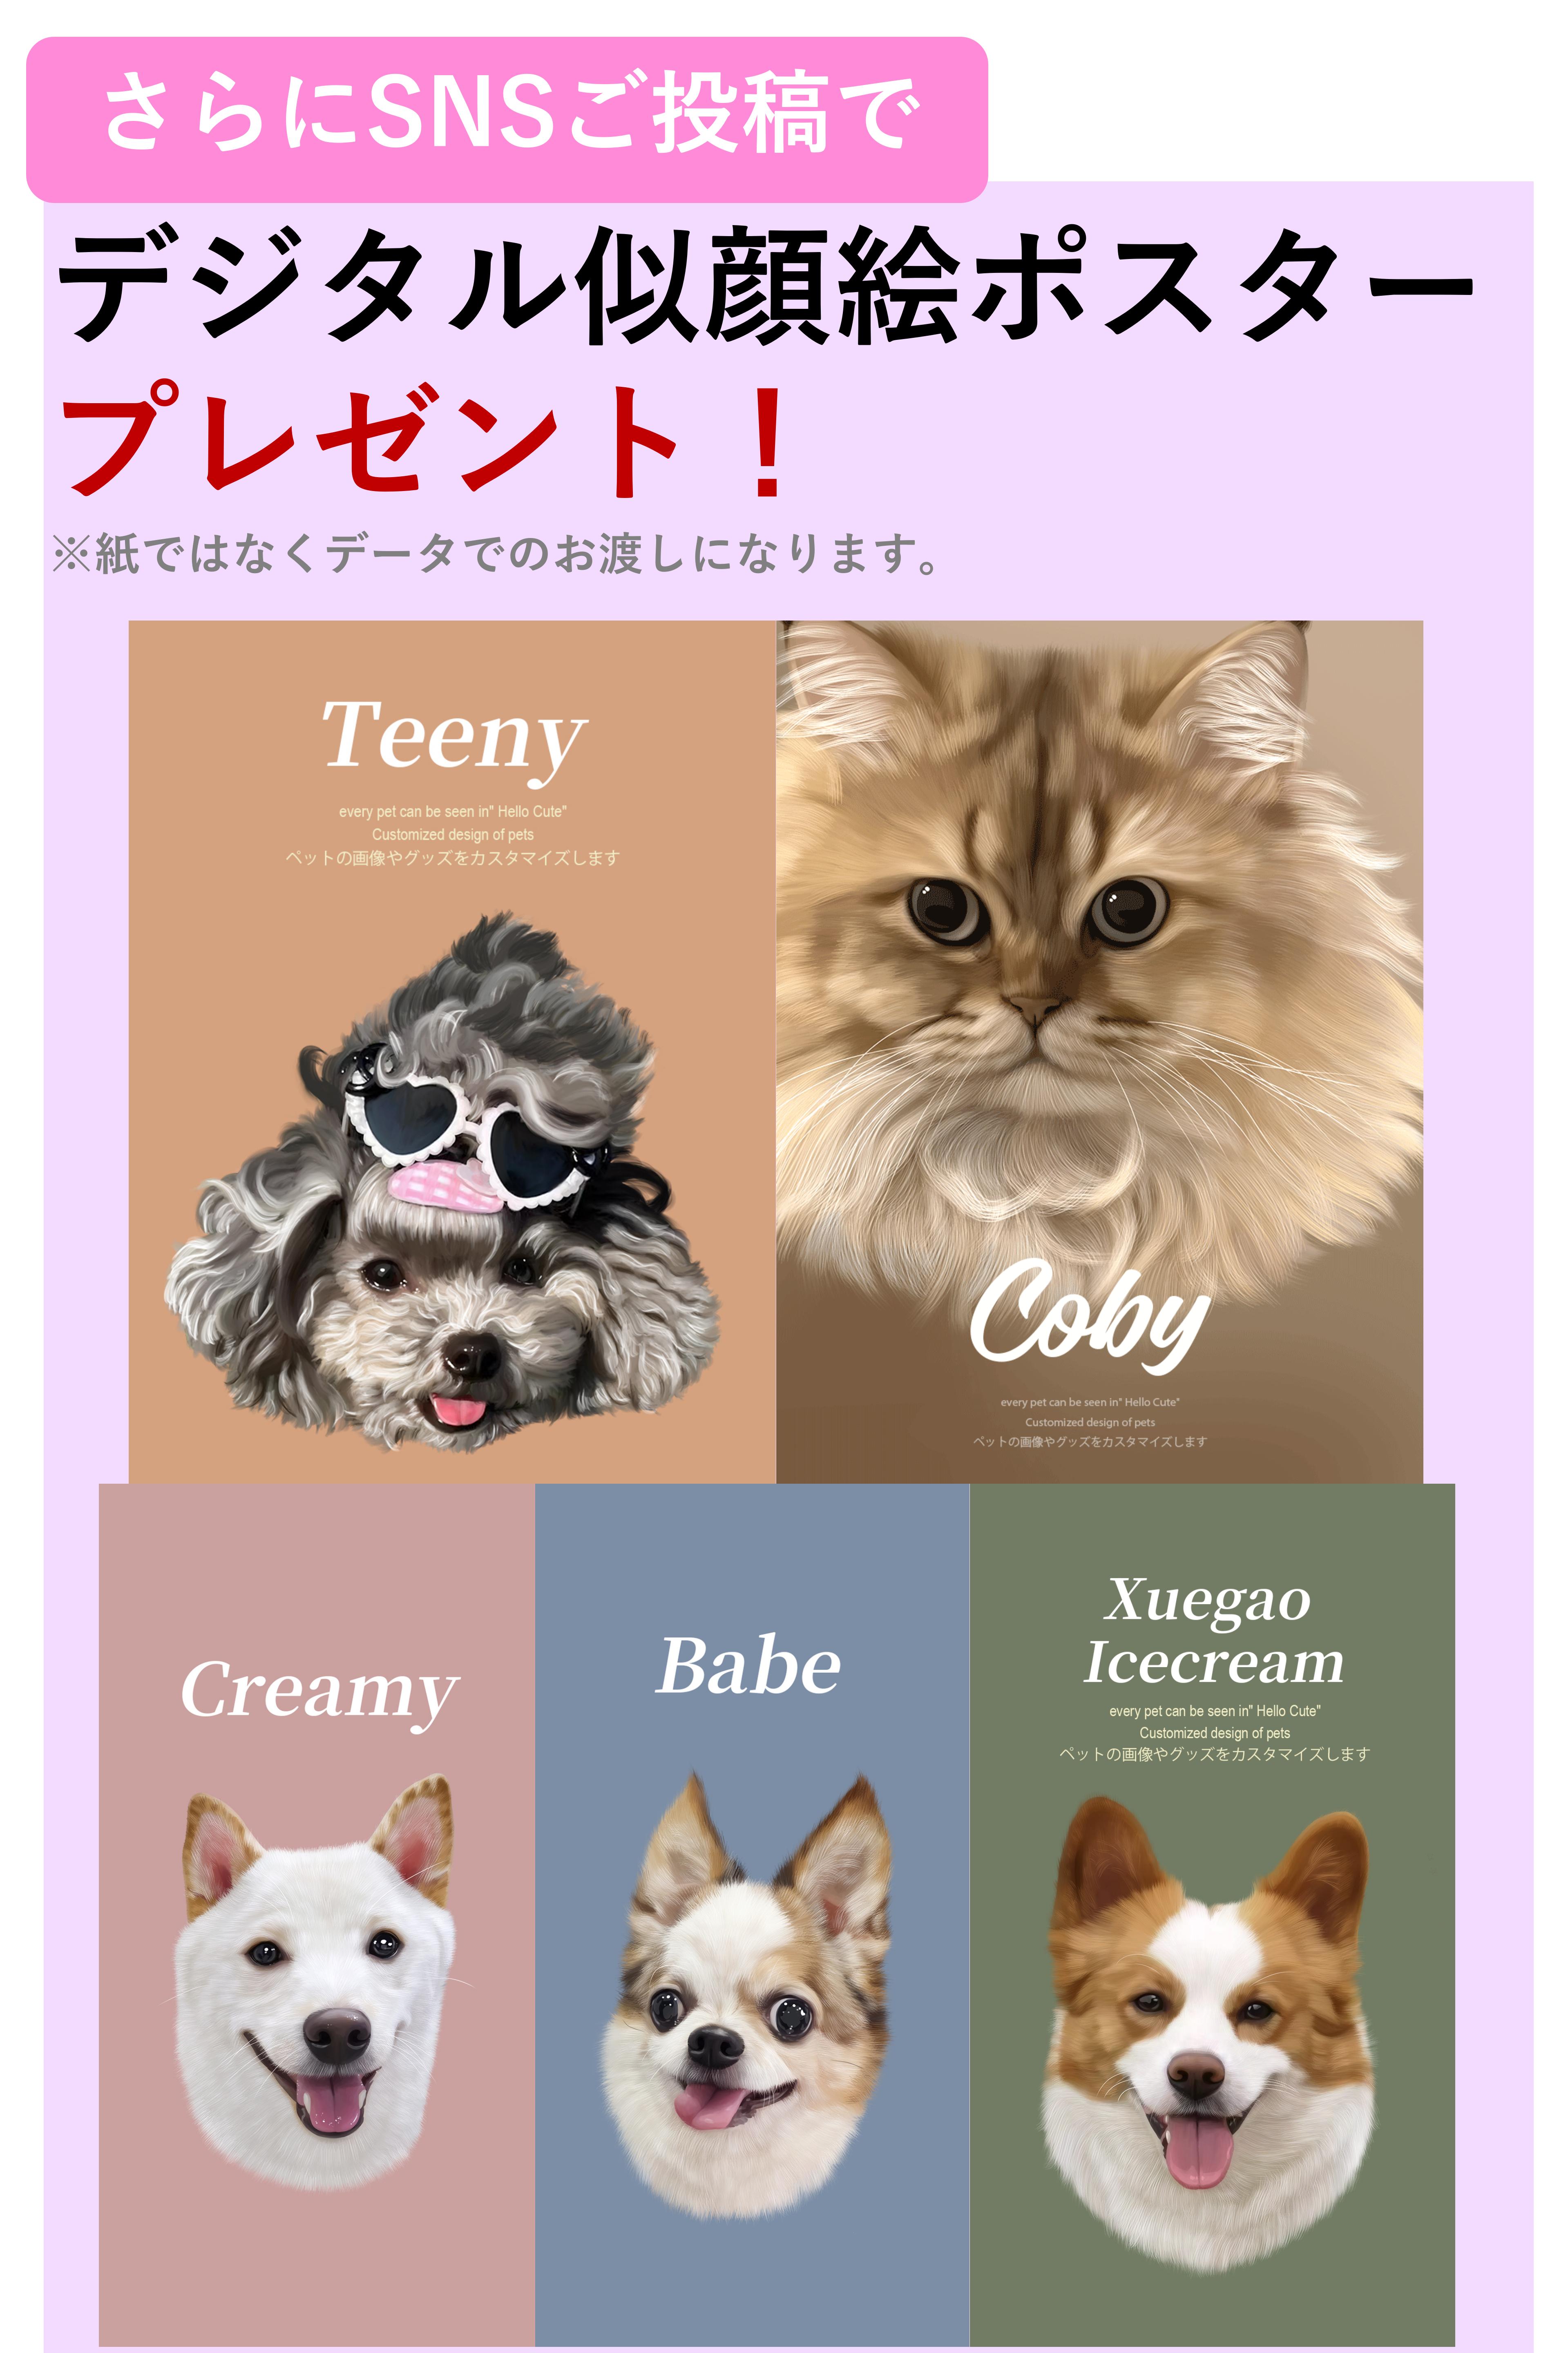 さらにSNSご投稿で
デジタル似顔絵ポスター
プレゼント！
※紙ではなくデータでのお渡しになります。
Teeny
every pet can be seen in" Hello Cute"
Customized design of pets
ペットの画像やグッズをカスタマイズします
Coby
every pet can be seen in" Hello Cute"
Customized design of pets
ペットの画像やグッズをカスタマイズします
Creamy
Babe
Xuegao
Icecream
every pet can be seen in" Hello Cute"
Customized design of pets
ペットの画像やグッズをカスタマイズします